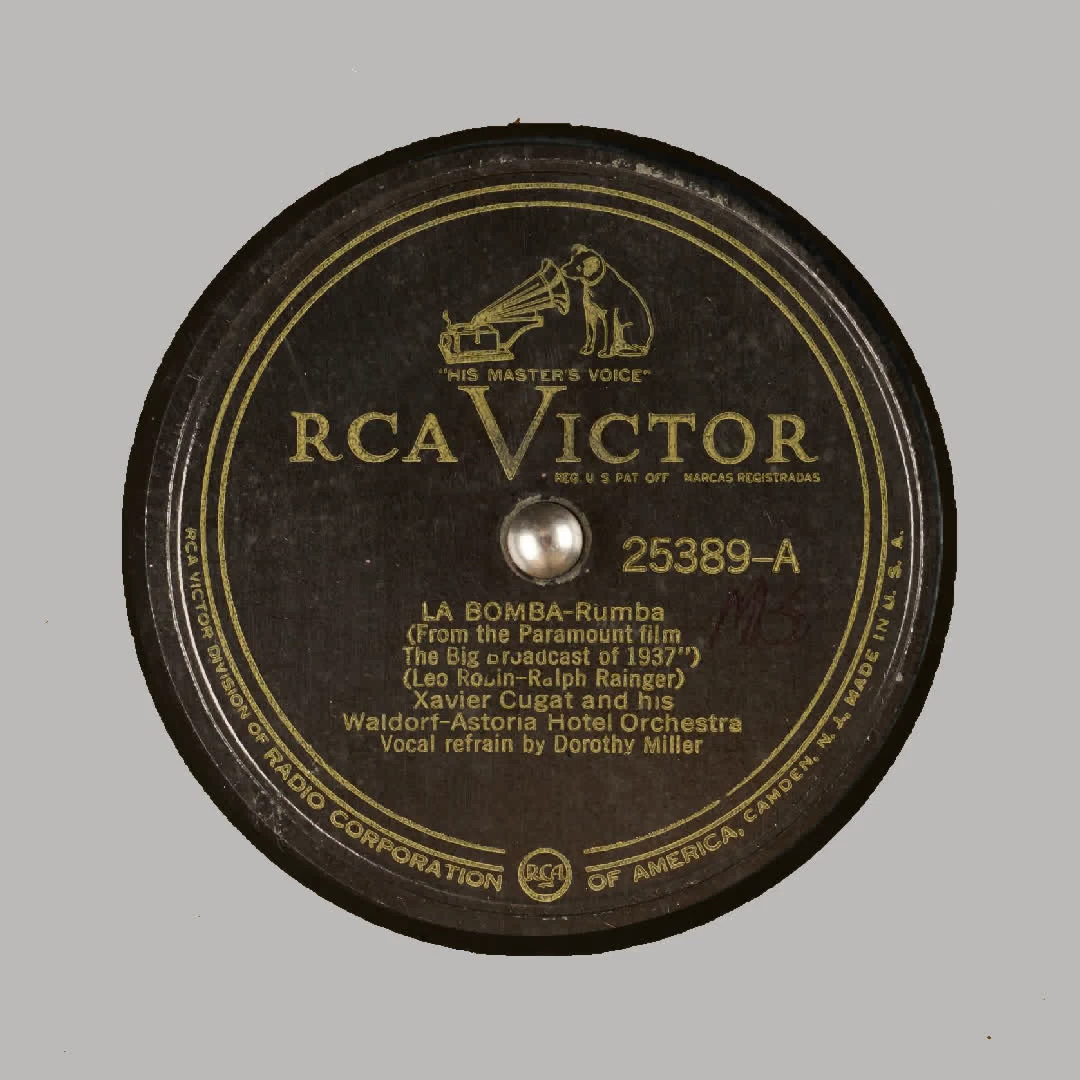 "HIS MASTER'S VOICE"
RCA VICTOR
REG. U S PAT OFF MARCAS REGISTRADAS
25389-A
LA BOMBA-Rumba
(From the Paramount film
The Big Broadcast of 1937")
(Leo Robin-Ralph Rainger)
Xavier Cugat and his
Waldorf-Astoria Hotel Orchestra
Vocal refrain by Dorothy Miller
RCA VICTOR DIVISION OF RADIO CORPORATION OF AMERICA, CAMDEN, N. J., MADE IN U. S. A.
RCA